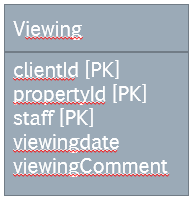 Viewing
clientId [PK]
propertyId [PK]
staff [PK]
viewingdate
viewingComment